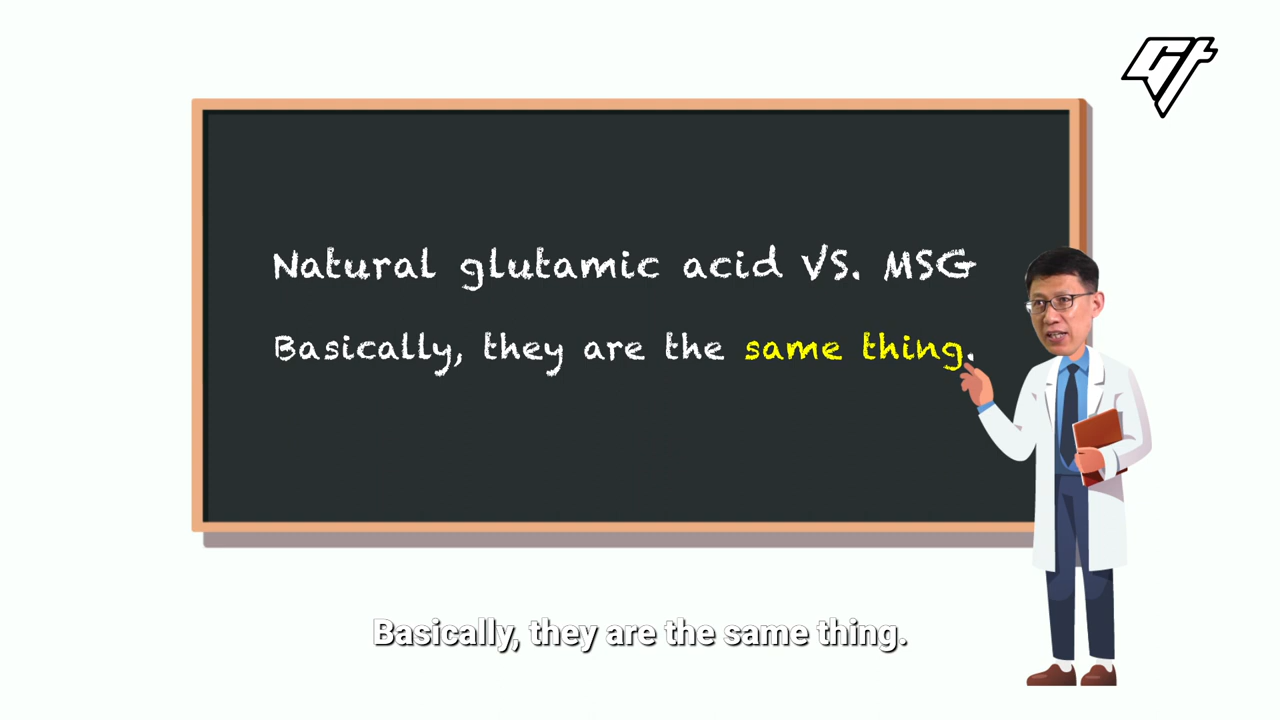 Natural glutamic acid VS. MSG
Basically, they are the same thing.
Basically, they are the same thing.